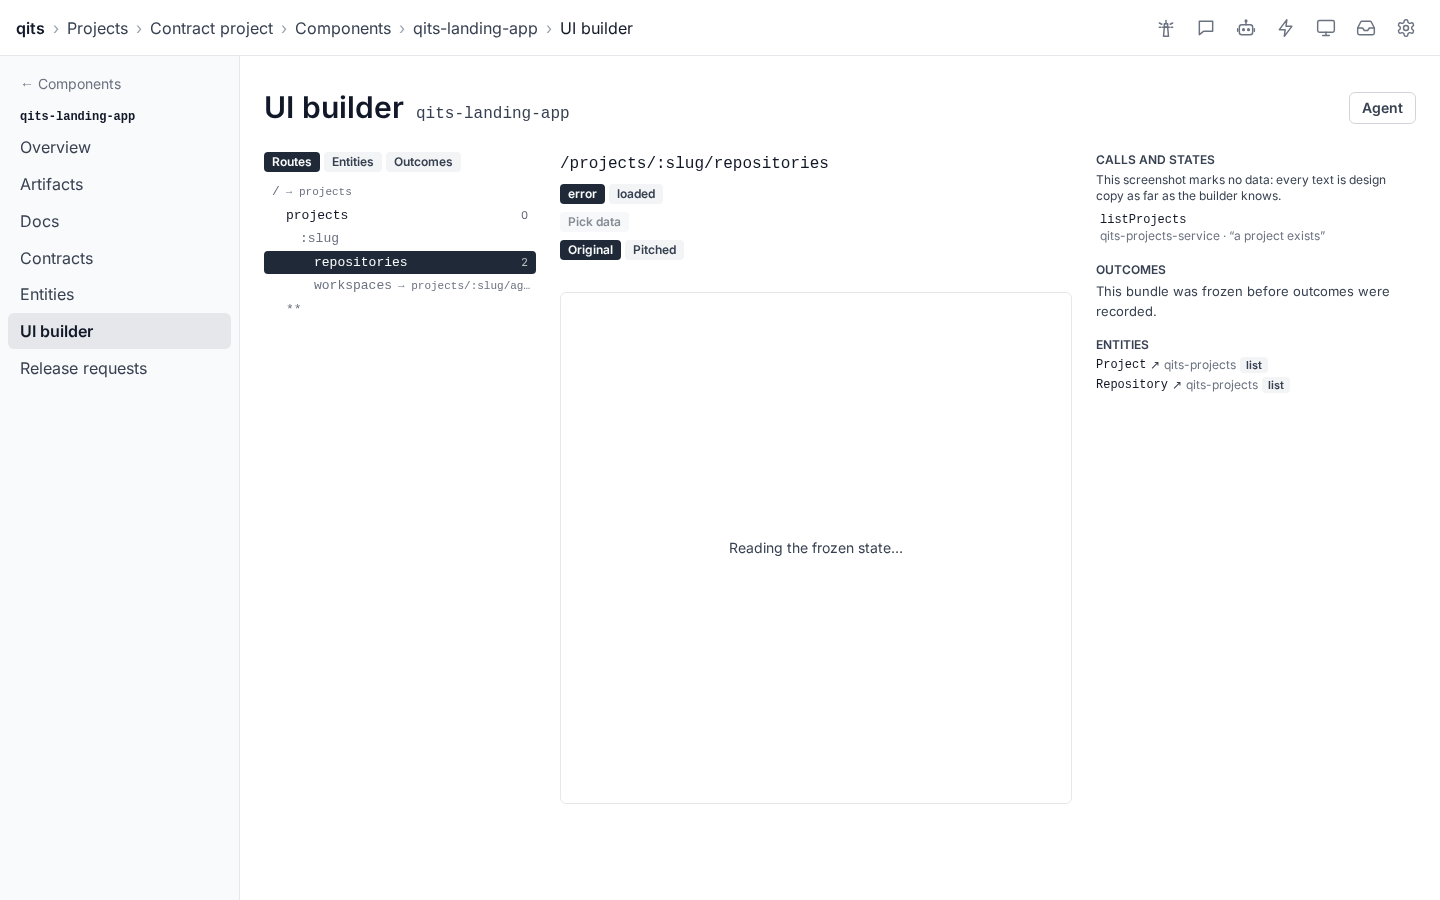 qits › Projects › Contract project › Components › qits-landing-app › UI builder
← Components
qits-landing-app
Overview
Artifacts
Docs
Contracts
Entities
UI builder
Release requests
UI builder qits-landing-app
Agent
Routes Entities Outcomes
/ → projects
projects 0
:slug
repositories 2
workspaces → projects/:slug/ag…
**
/projects/:slug/repositories
error loaded
Pick data
Original Pitched
Reading the frozen state…
CALLS AND STATES
This screenshot marks no data: every text is design
copy as far as the builder knows.
listProjects
qits-projects-service · “a project exists”
OUTCOMES
This bundle was frozen before outcomes were
recorded.
ENTITIES
Project ↗ qits-projects list
Repository ↗ qits-projects list